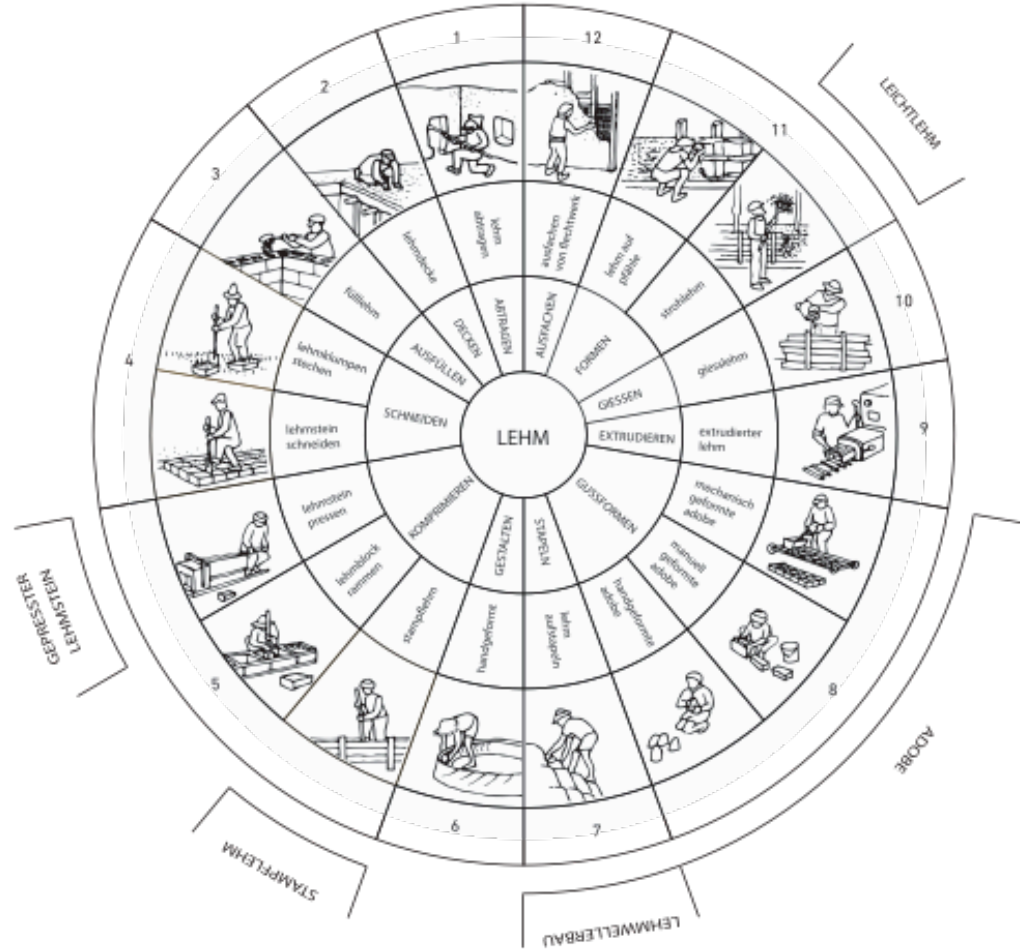 1
12
2
11
3
10
4
9
5
8
6
7
LEICHTLEHM
ADOBE
LEHMWELLERBAU
STAMPFLEHM
GEPRESSTER
LEHMSTEIN
lehm
abtragen
ausfachen
von flechtwerk
lehm auf
pfähle
strohlehm
giesslehm
extrudierter
lehm
mechanisch
geformte
adobe
manuell
geformte
adobe
handgeformte
adobe
lehm
aufstapeln
handgeformt
stampflehm
lehmblock
rammen
lehmstein
pressen
lehmstein
schneiden
lehmklumpen
stechen
fülllehm
lehmdecke
ABTRAGEN
AUSFACHEN
FORMEN
GIESSEN
EXTRUDIEREN
GUSSFORMEN
STAPELN
GESTALTEN
KOMPRIMIEREN
SCHNEIDEN
AUSFÜLLEN
DECKEN
LEHM